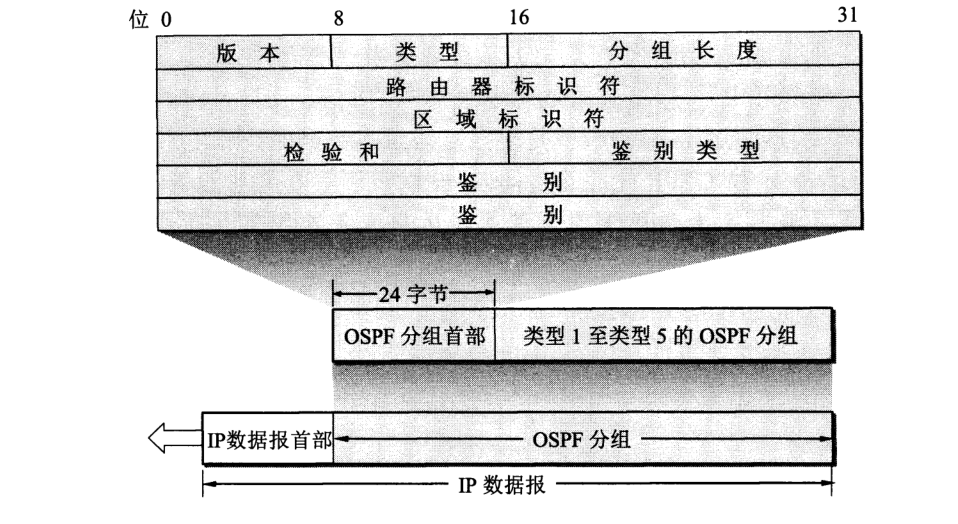 位 0 8 16 31
版本 类型 分组长度
路由器标识符
区域标识符
检验和 鉴别类型
鉴别
鉴别
24 字节
OSPF 分组首部 类型 1 至类型 5 的 OSPF 分组
IP数据报首部 OSPF 分组
IP 数据报